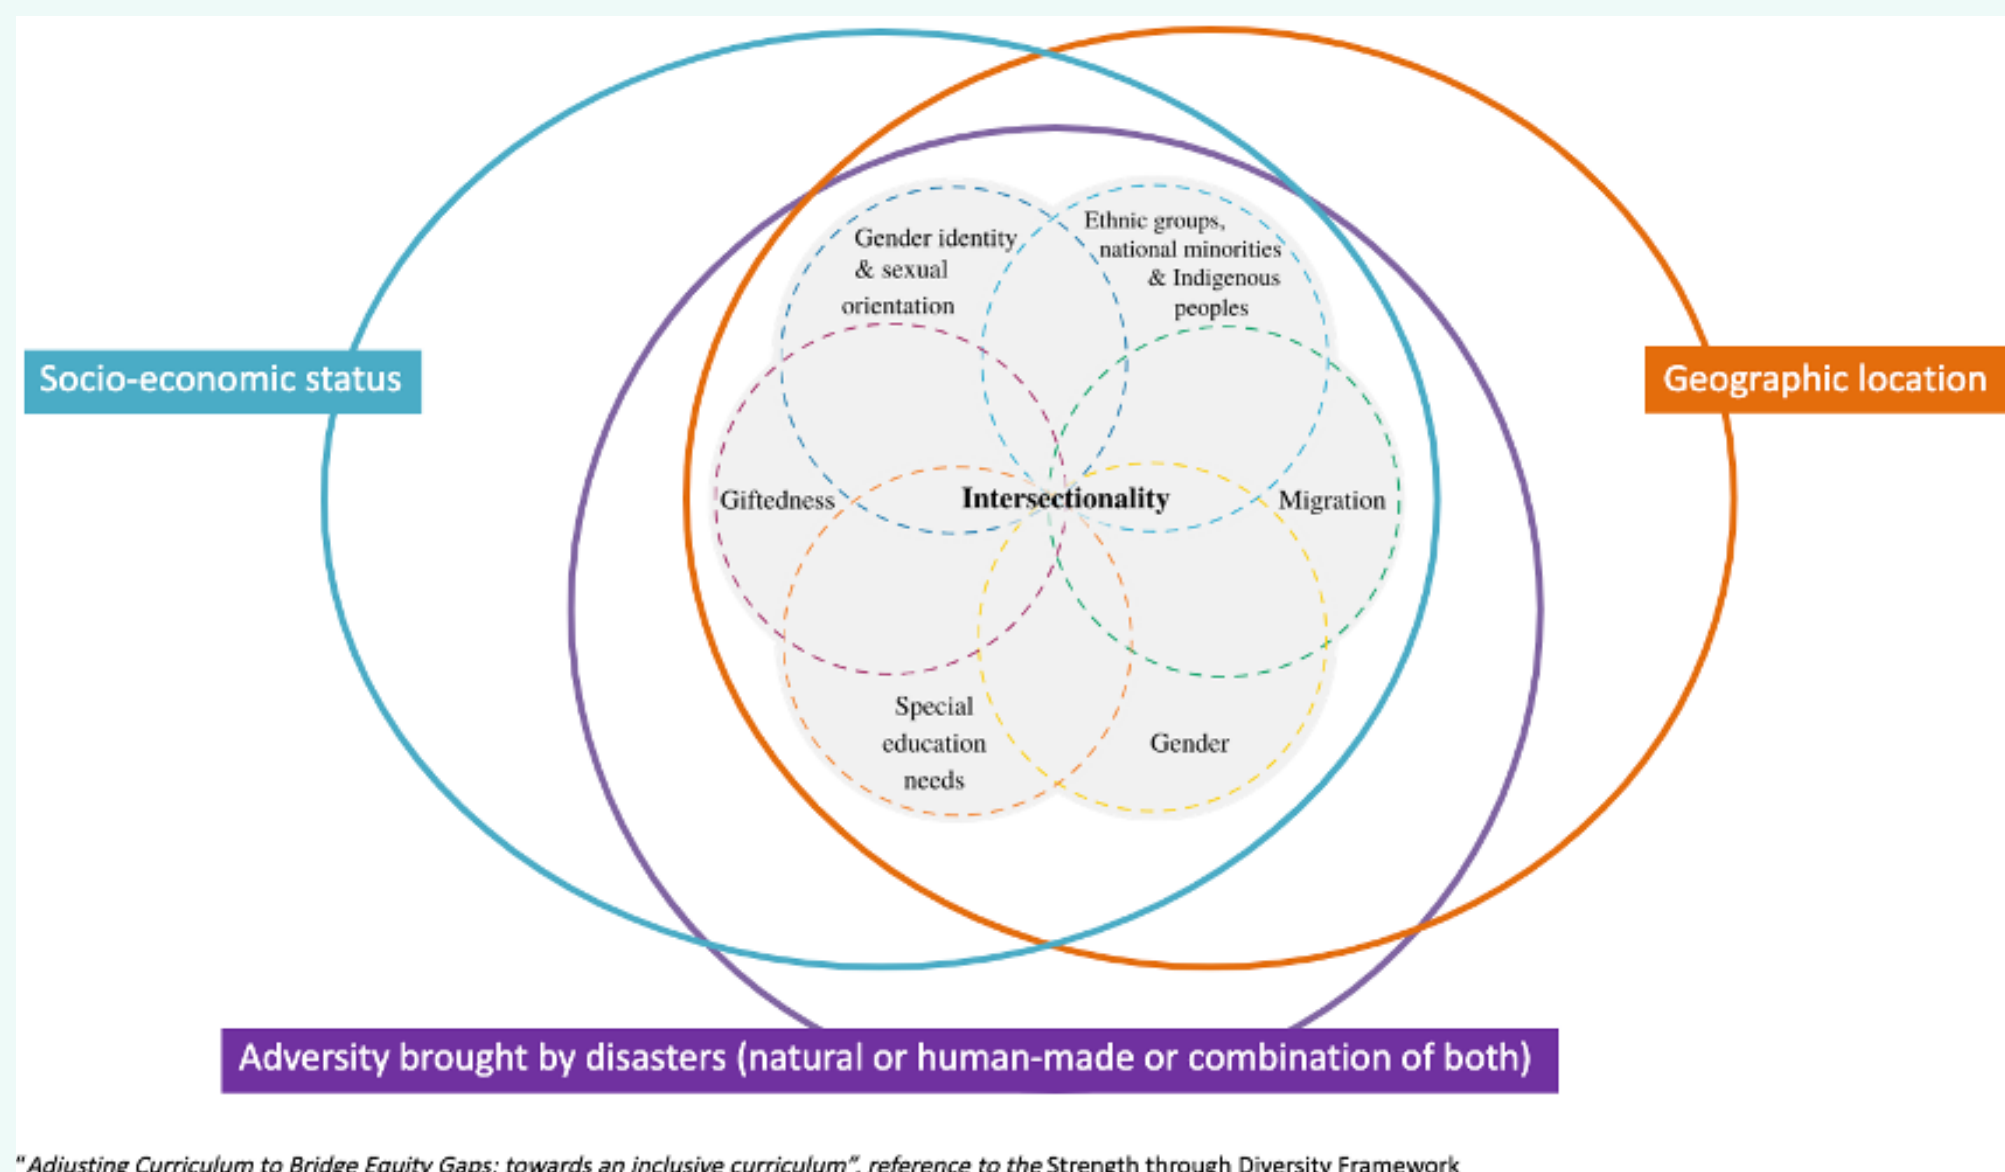 Gender identity
& sexual
orientation
Ethnic groups,
national minorities
& Indigenous
peoples
Socio-economic status
Geographic location
Giftedness
Intersectionality
Migration
Special
education
needs
Gender
Adversity brought by disasters (natural or human-made or combination of both)
"Adjusting Curriculum to Bridge Equity Gaps: towards an inclusive curriculum", reference to the Strength through Diversity Framework